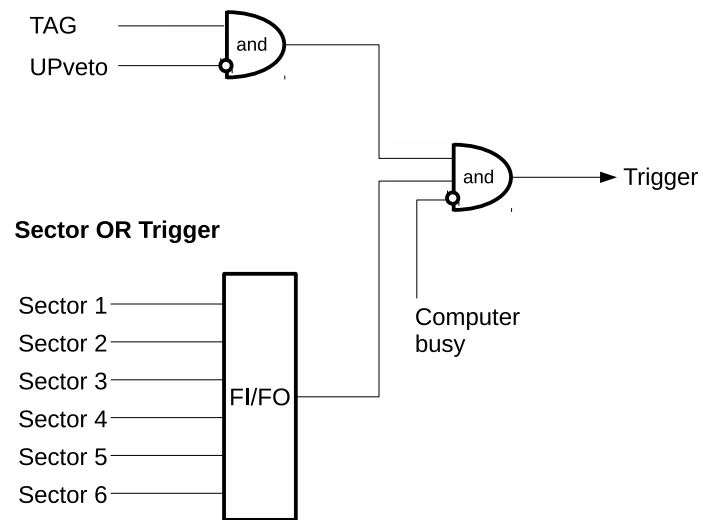 TAG
and
UPveto
and
Trigger
Sector OR Trigger
Sector 1
Computer
busy
Sector 2
Sector 3
FI/FO
Sector 4
Sector 5
Sector 6